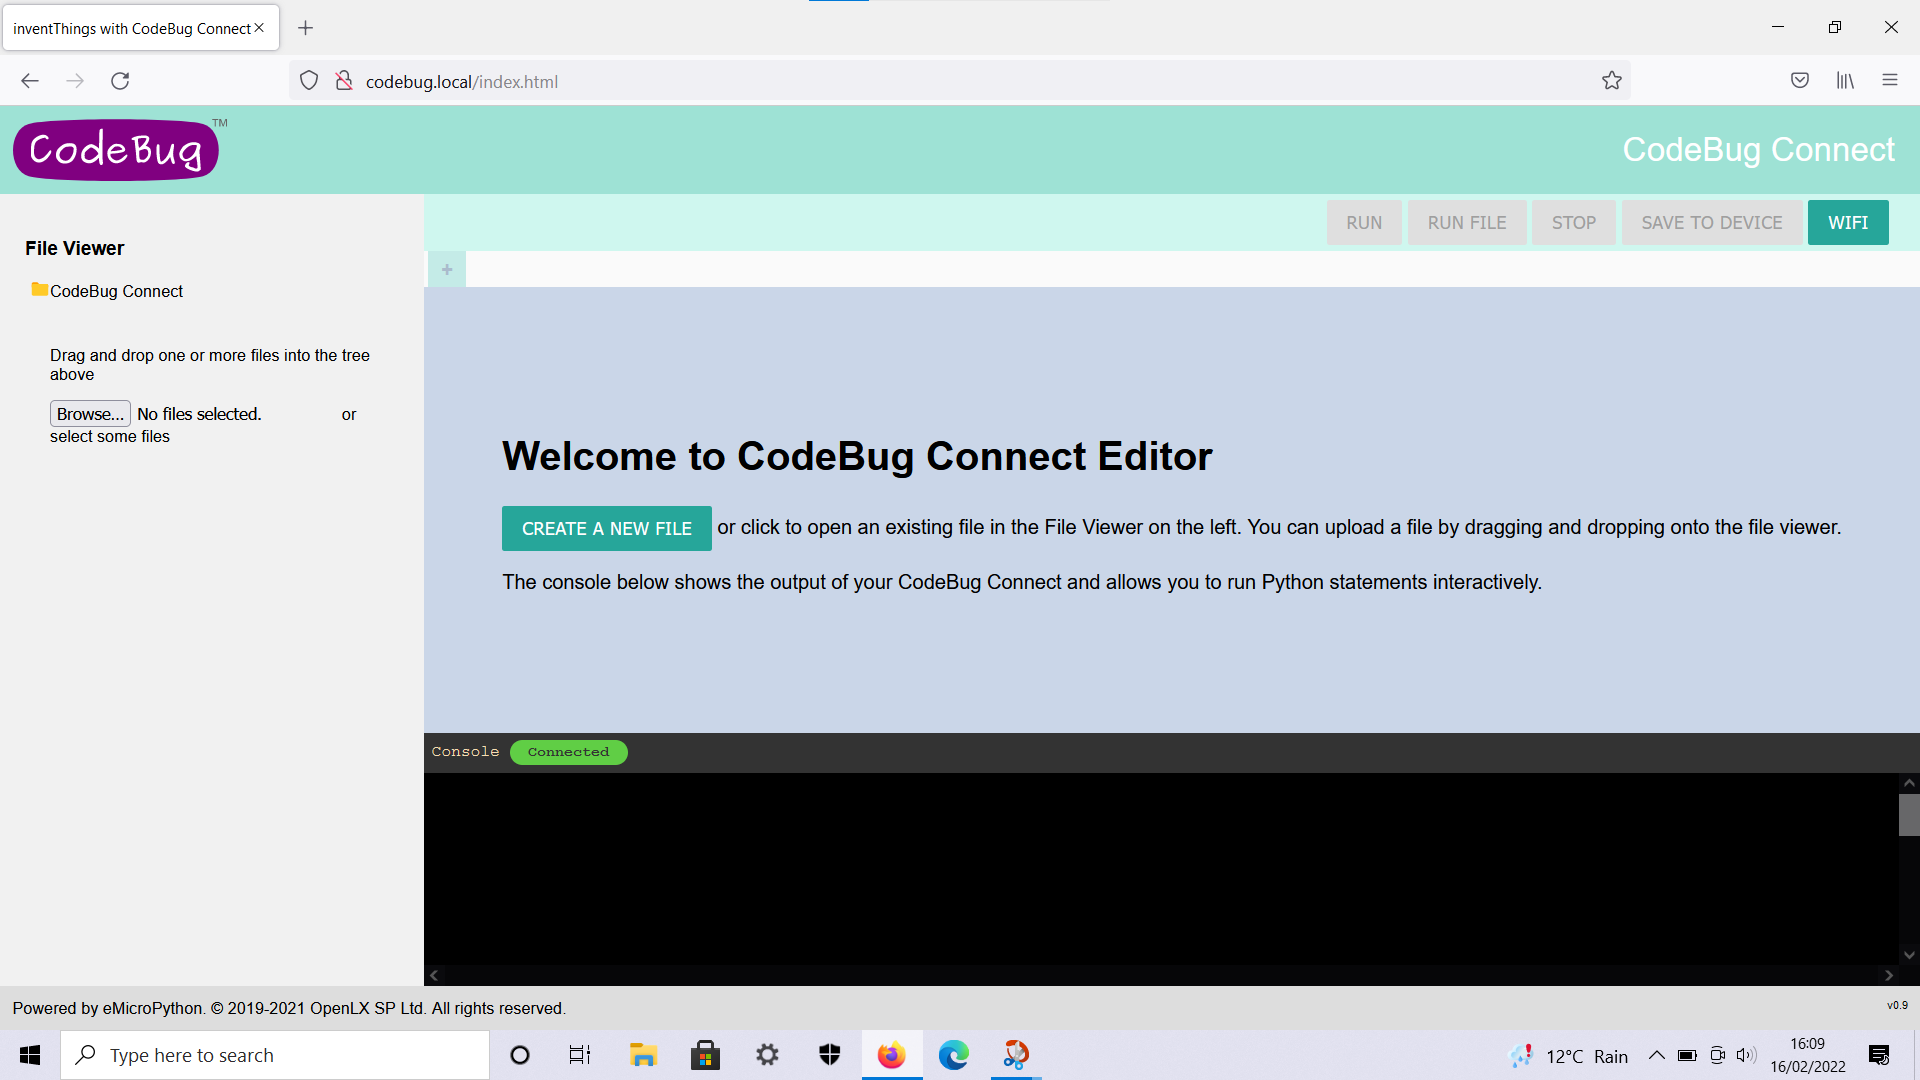 inventThings with CodeBug Connect
codebug.local/index.html
CodeBug TM
CodeBug Connect
RUN RUN FILE STOP SAVE TO DEVICE WIFI
File Viewer
+
CodeBug Connect
Drag and drop one or more files into the tree
above
Browse... No files selected. or
select some files
Welcome to CodeBug Connect Editor
CREATE A NEW FILE or click to open an existing file in the File Viewer on the left. You can upload a file by dragging and dropping onto the file viewer.
The console below shows the output of your CodeBug Connect and allows you to run Python statements interactively.
Console Connected
Powered by eMicroPython. © 2019-2021 OpenLX SP Ltd. All rights reserved.
v0.9
Type here to search
12°C Rain
16:09
16/02/2022